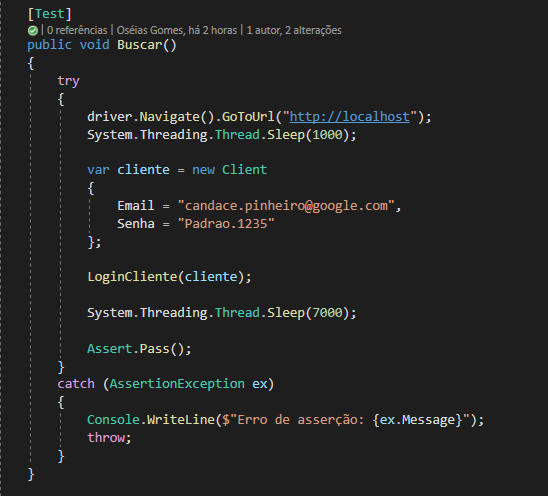 [Test]
| 0 referências | Oséias Gomes, há 2 horas | 1 autor, 2 alterações
public void Buscar()
{
try
{
driver.Navigate().GoToUrl("http://localhost");
System.Threading.Thread.Sleep(1000);
var cliente = new Client
{
Email = "candace.pinheiro@google.com",
Senha = "Padrao.1235"
};
LoginCliente(cliente);
System.Threading.Thread.Sleep(7000);
Assert.Pass();
}
catch (AssertionException ex)
{
Console.WriteLine($"Erro de asserção: {ex.Message}");
throw;
}
}